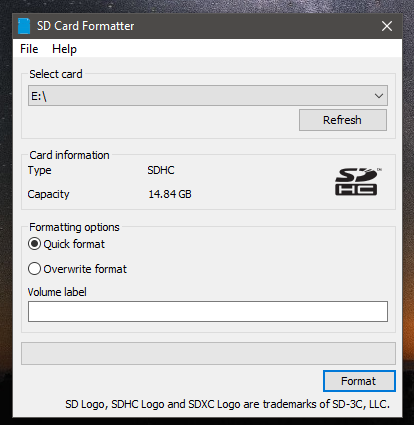 SD Card Formatter
File Help
Select card
E:\
Refresh
Card information
Type SDHC
Capacity 14.84 GB
SD
HC
Formatting options
Quick format
Overwrite format
Volume label
Format
SD Logo, SDHC Logo and SDXC Logo are trademarks of SD-3C, LLC.